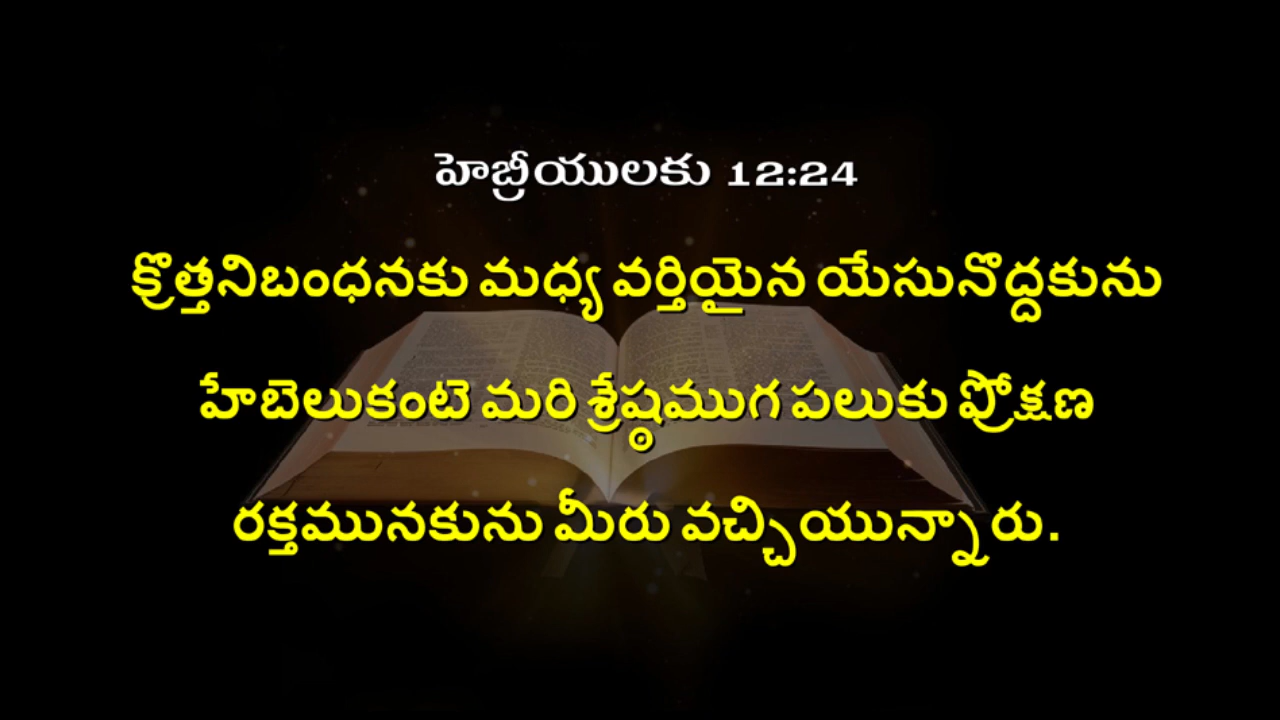 హెబ్రీయులకు 12:24
క్రొత్తనిబంధనకు మధ్య వర్తియైన యేసునొద్దకును
హేబెలుకంటె మరి శ్రేష్ఠముగ పలుకు ప్రోక్షణ
రక్తమునకును మీరు వచ్చియున్నారు.